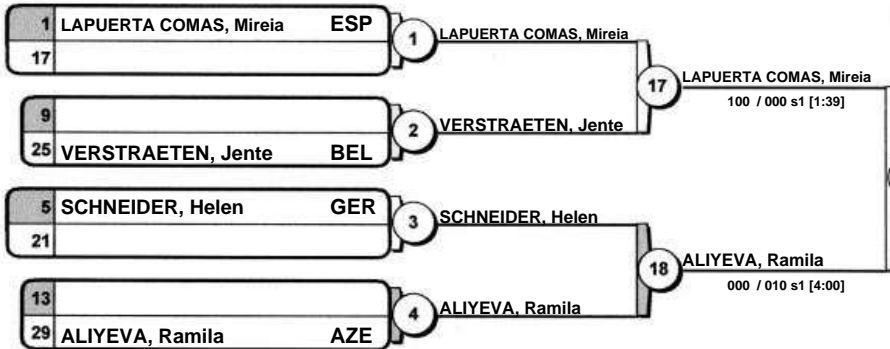 1 LAPUERTA COMAS, Mireia ESP
17
1
LAPUERTA COMAS, Mireia
9
25 VERSTRAETEN, Jente BEL
2
VERSTRAETEN, Jente
17
LAPUERTA COMAS, Mireia
100 / 000 s1 [1:39]
5 SCHNEIDER, Helen GER
21
3
SCHNEIDER, Helen
13
29 ALIYEVA, Ramila AZE
4
ALIYEVA, Ramila
18
ALIYEVA, Ramila
000 / 010 s1 [4:00]